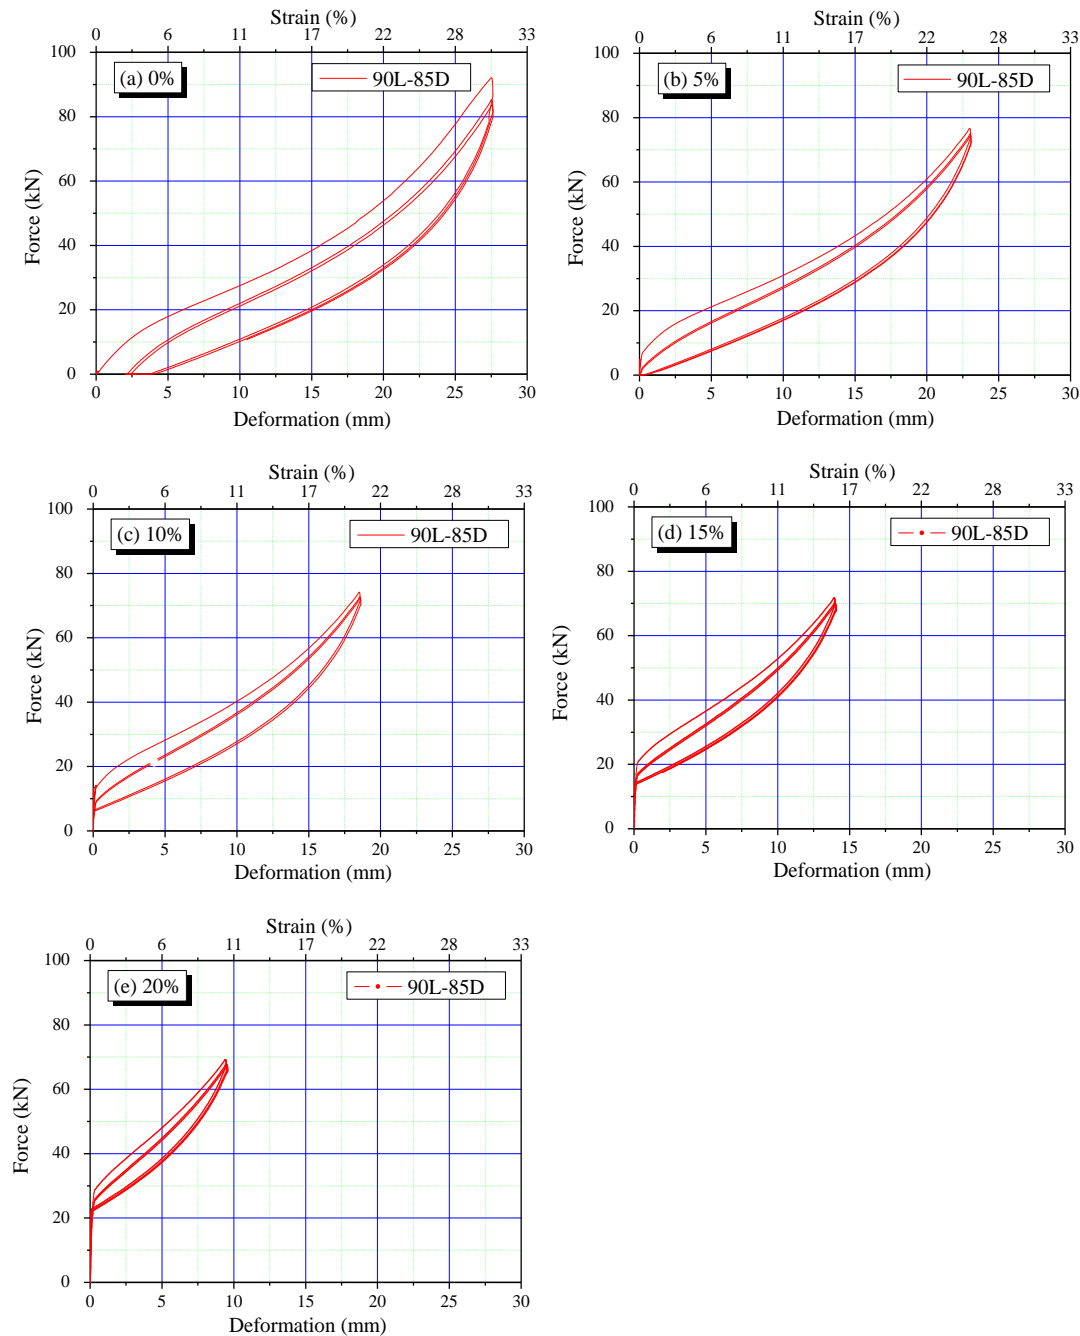 Strain (%)
0 6 11 17 22 28 33
100
80
60
40
20
0
Force (kN)
(a) 0%
90L-85D
0 5 10 15 20 25 30
Deformation (mm)
Strain (%)
0 6 11 17 22 28 33
100
80
60
40
20
0
Force (kN)
(b) 5%
90L-85D
0 5 10 15 20 25 30
Deformation (mm)
Strain (%)
0 6 11 17 22 28 33
100
80
60
40
20
0
Force (kN)
(c) 10%
90L-85D
0 5 10 15 20 25 30
Deformation (mm)
Strain (%)
0 6 11 17 22 28 33
100
80
60
40
20
0
Force (kN)
(d) 15%
90L-85D
0 5 10 15 20 25 30
Deformation (mm)
Strain (%)
0 6 11 17 22 28 33
100
80
60
40
20
0
Force (kN)
(e) 20%
90L-85D
0 5 10 15 20 25 30
Deformation (mm)